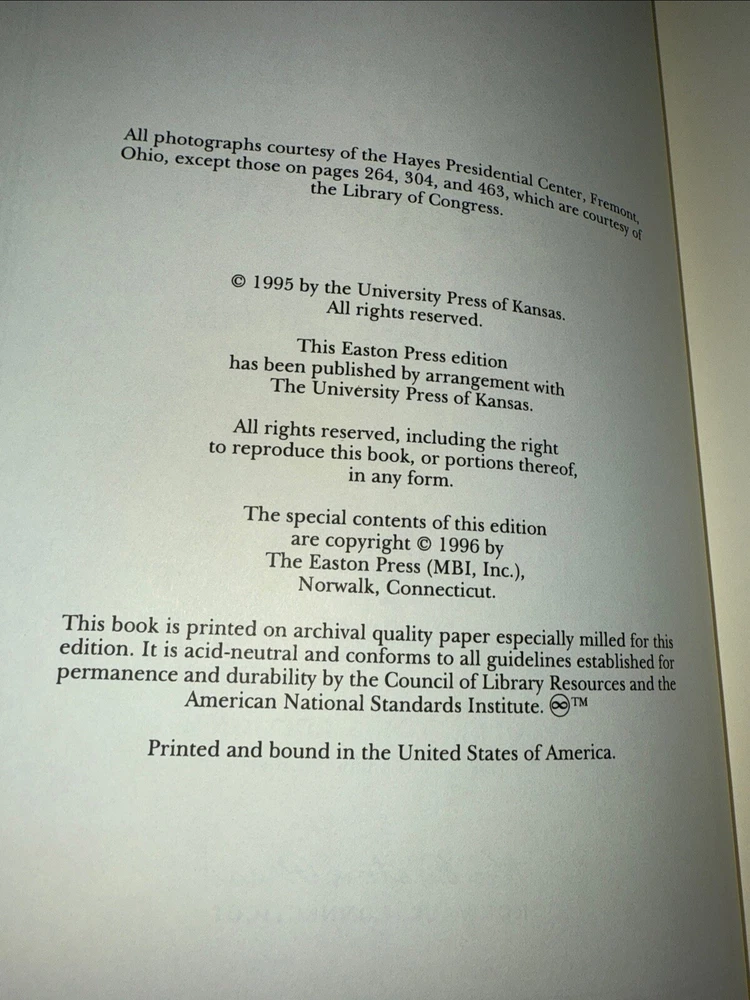 All photographs courtesy of the Hayes Presidential Center, Fremont,
Ohio, except those on pages 264, 304, and 463, which are courtesy of
the Library of Congress.
© 1995 by the University Press of Kansas.
All rights reserved.
This Easton Press edition
has been published by arrangement with
The University Press of Kansas.
All rights reserved, including the right
to reproduce this book, or portions thereof,
in any form.
The special contents of this edition
are copyright © 1996 by
The Easton Press (MBI, Inc.),
Norwalk, Connecticut.
This book is printed on archival quality paper especially milled for this
edition. It is acid-neutral and conforms to all guidelines established for
permanence and durability by the Council of Library Resources and the
American National Standards Institute. ♾™
Printed and bound in the United States of America.